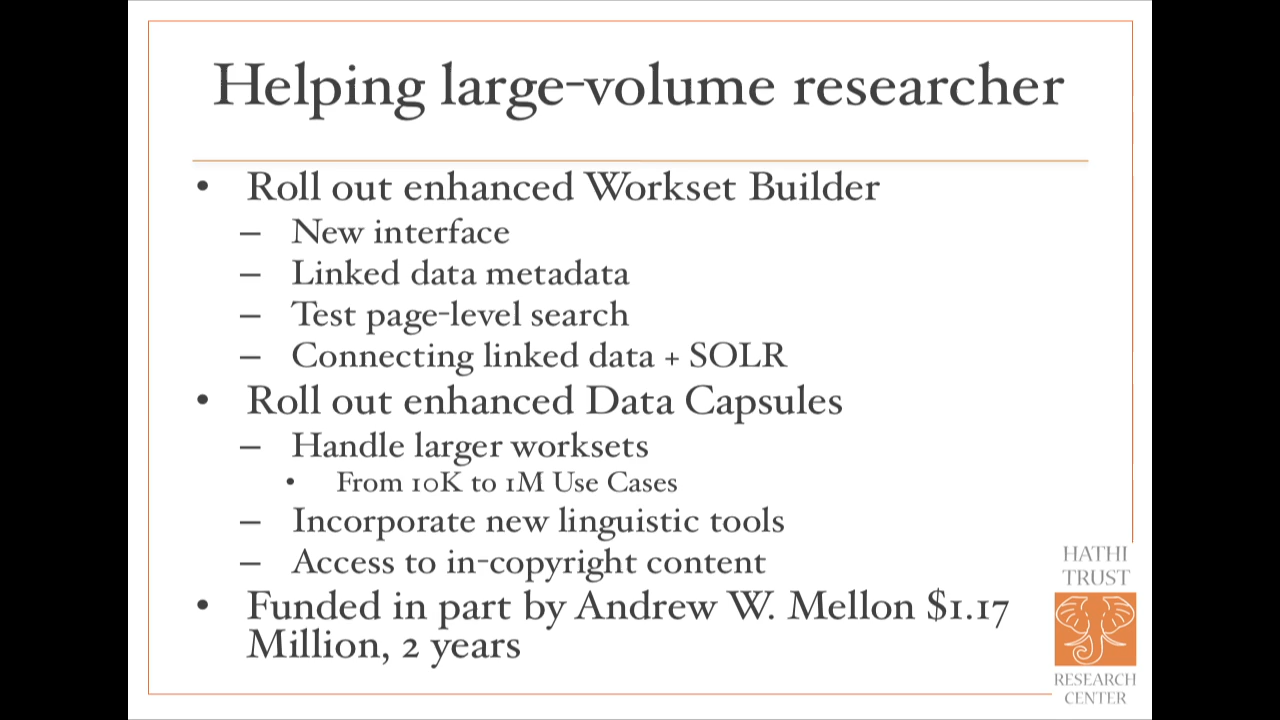 Helping large-volume researcher
• Roll out enhanced Workset Builder
– New interface
– Linked data metadata
– Test page-level search
– Connecting linked data + SOLR
• Roll out enhanced Data Capsules
– Handle larger worksets
• From 10K to 1M Use Cases
– Incorporate new linguistic tools
– Access to in-copyright content
• Funded in part by Andrew W. Mellon $1.17
Million, 2 years
HATHI
TRUST
RESEARCH
CENTER